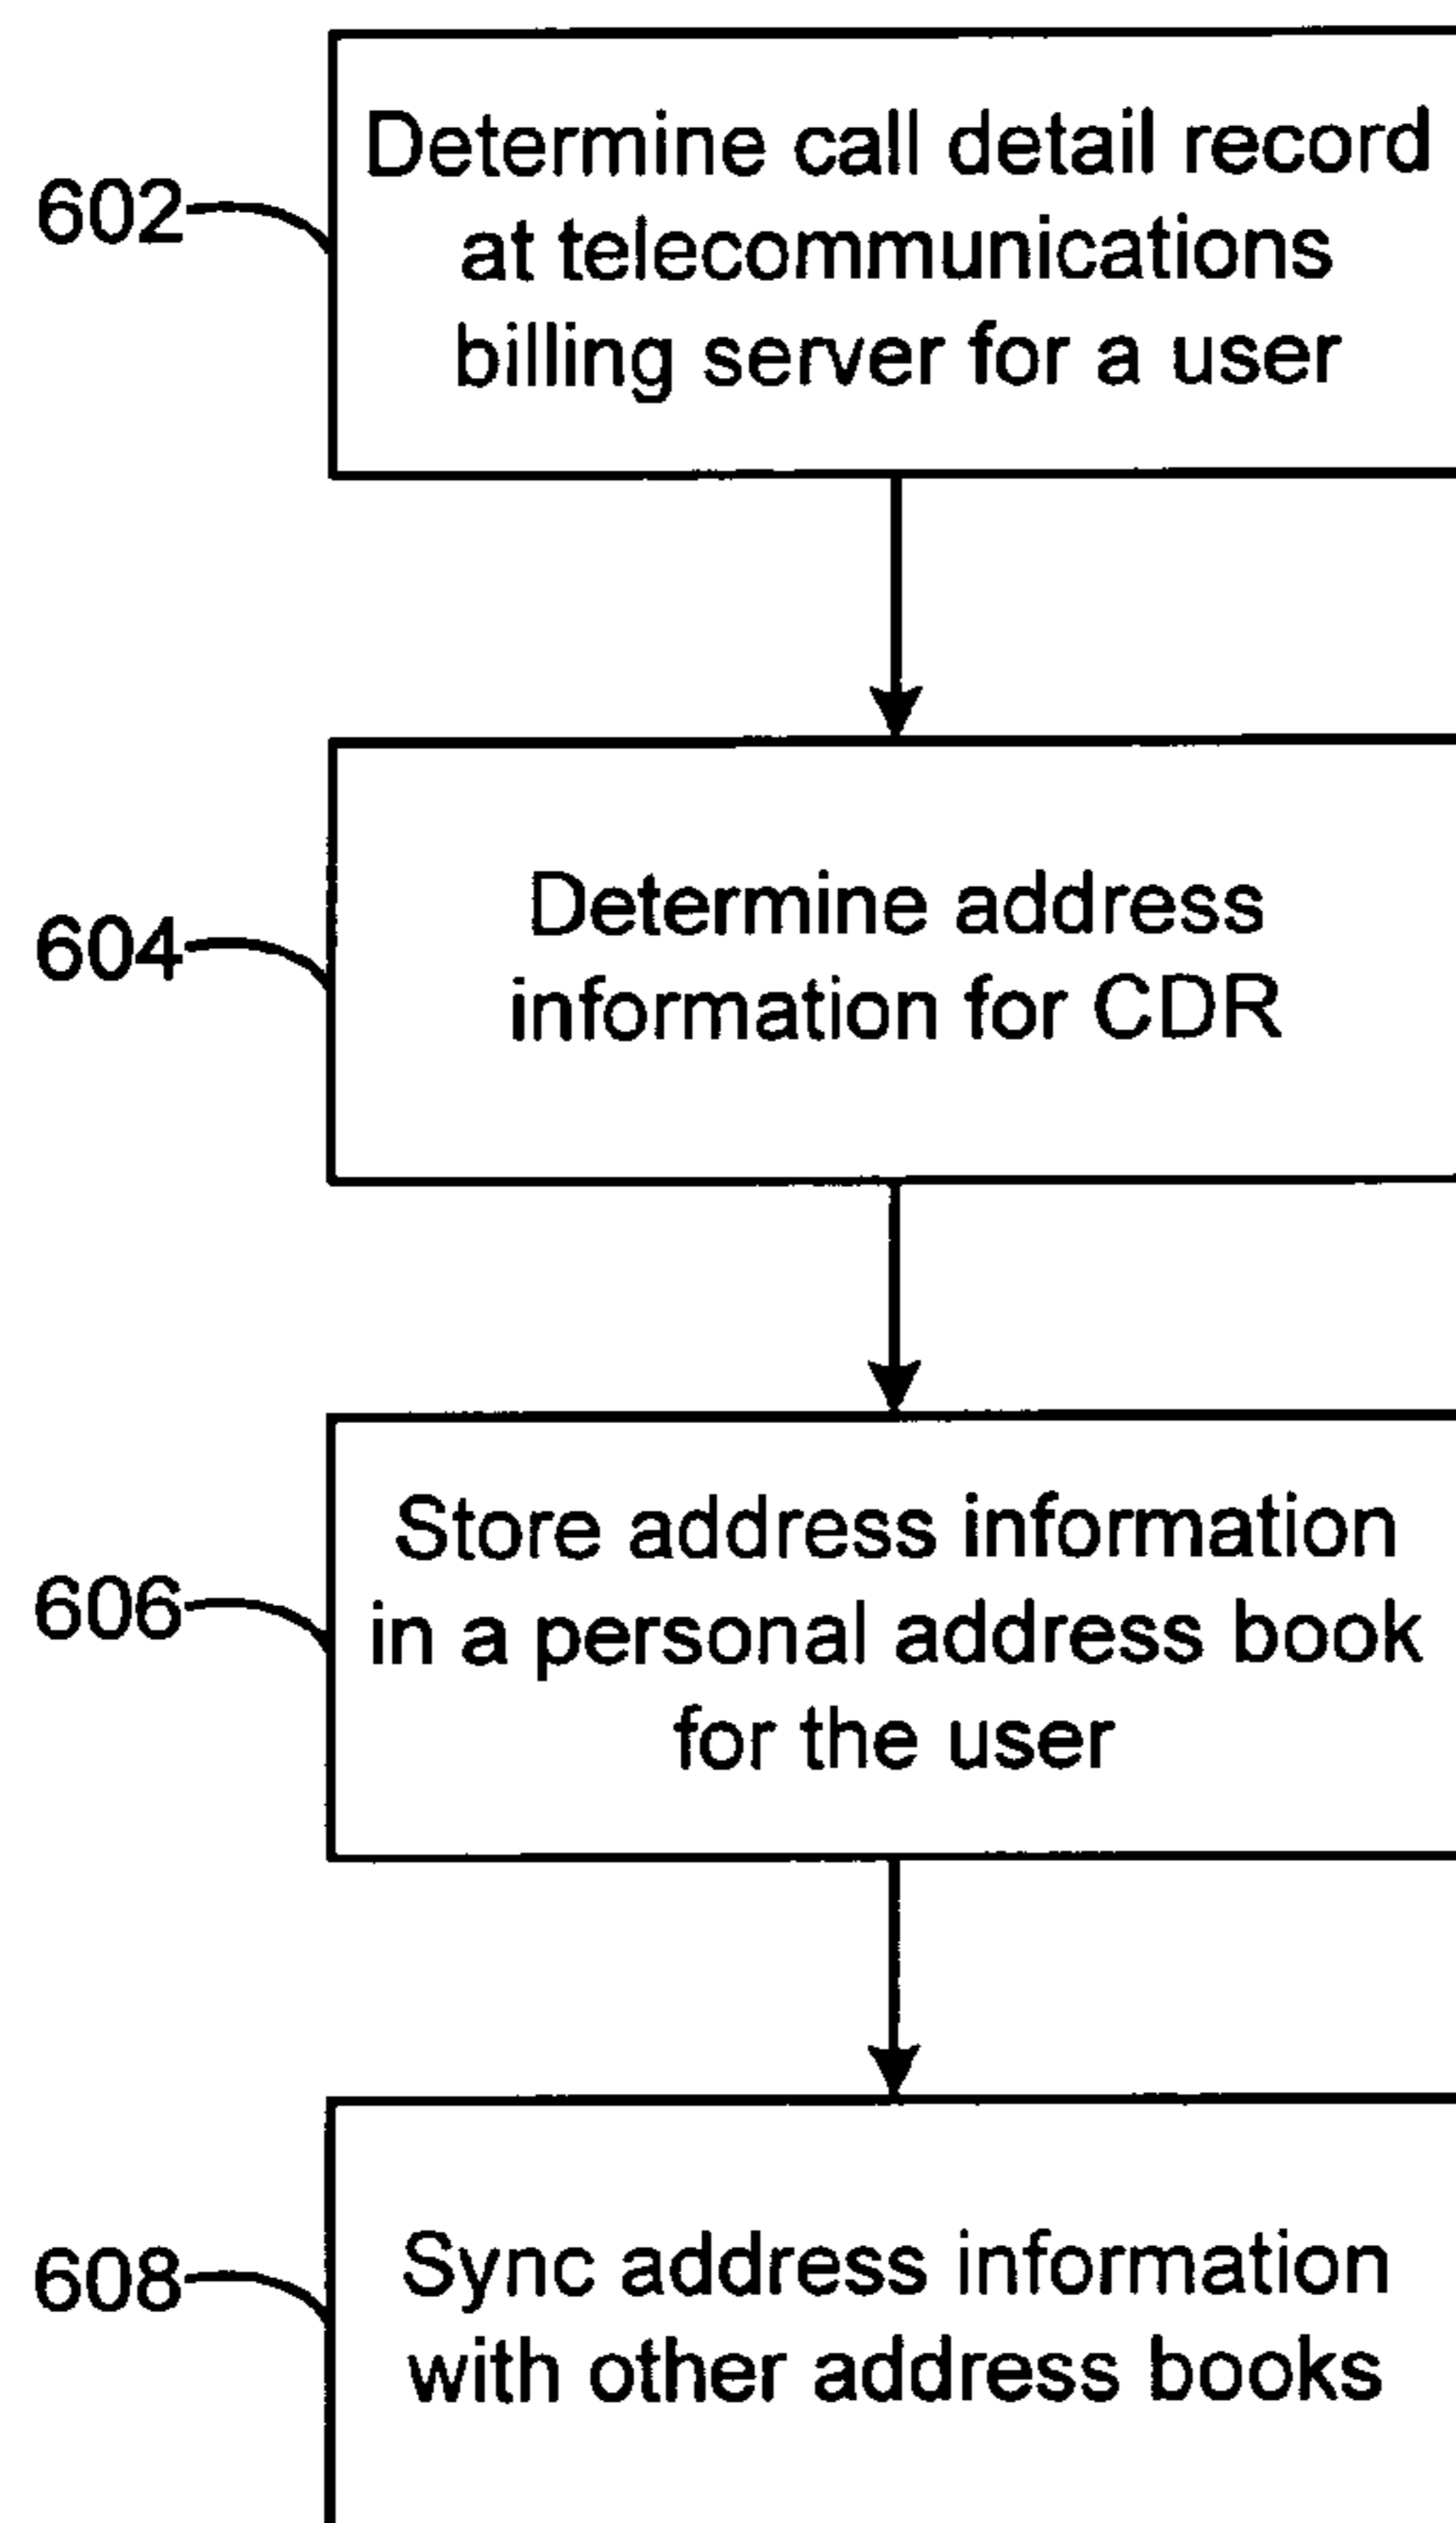 602
Determine call detail record
at telecommunications
billing server for a user
604
Determine address
information for CDR
606
Store address information
in a personal address book
for the user
608
Sync address information
with other address books